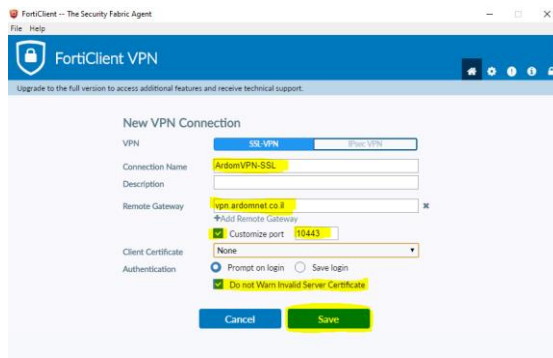 FortiClient -- The Security Fabric Agent
File Help
FortiClient VPN
Upgrade to the full version to access additional features and receive technical support.
New VPN Connection
VPN SSL-VPN IPsec VPN
Connection Name ArdomVPN-SSL
Description
Remote Gateway vpn.ardomnet.co.il
+Add Remote Gateway
Customize port 10443
Client Certificate None
Authentication Prompt on login Save login
Do not Warn Invalid Server Certificate
Cancel Save